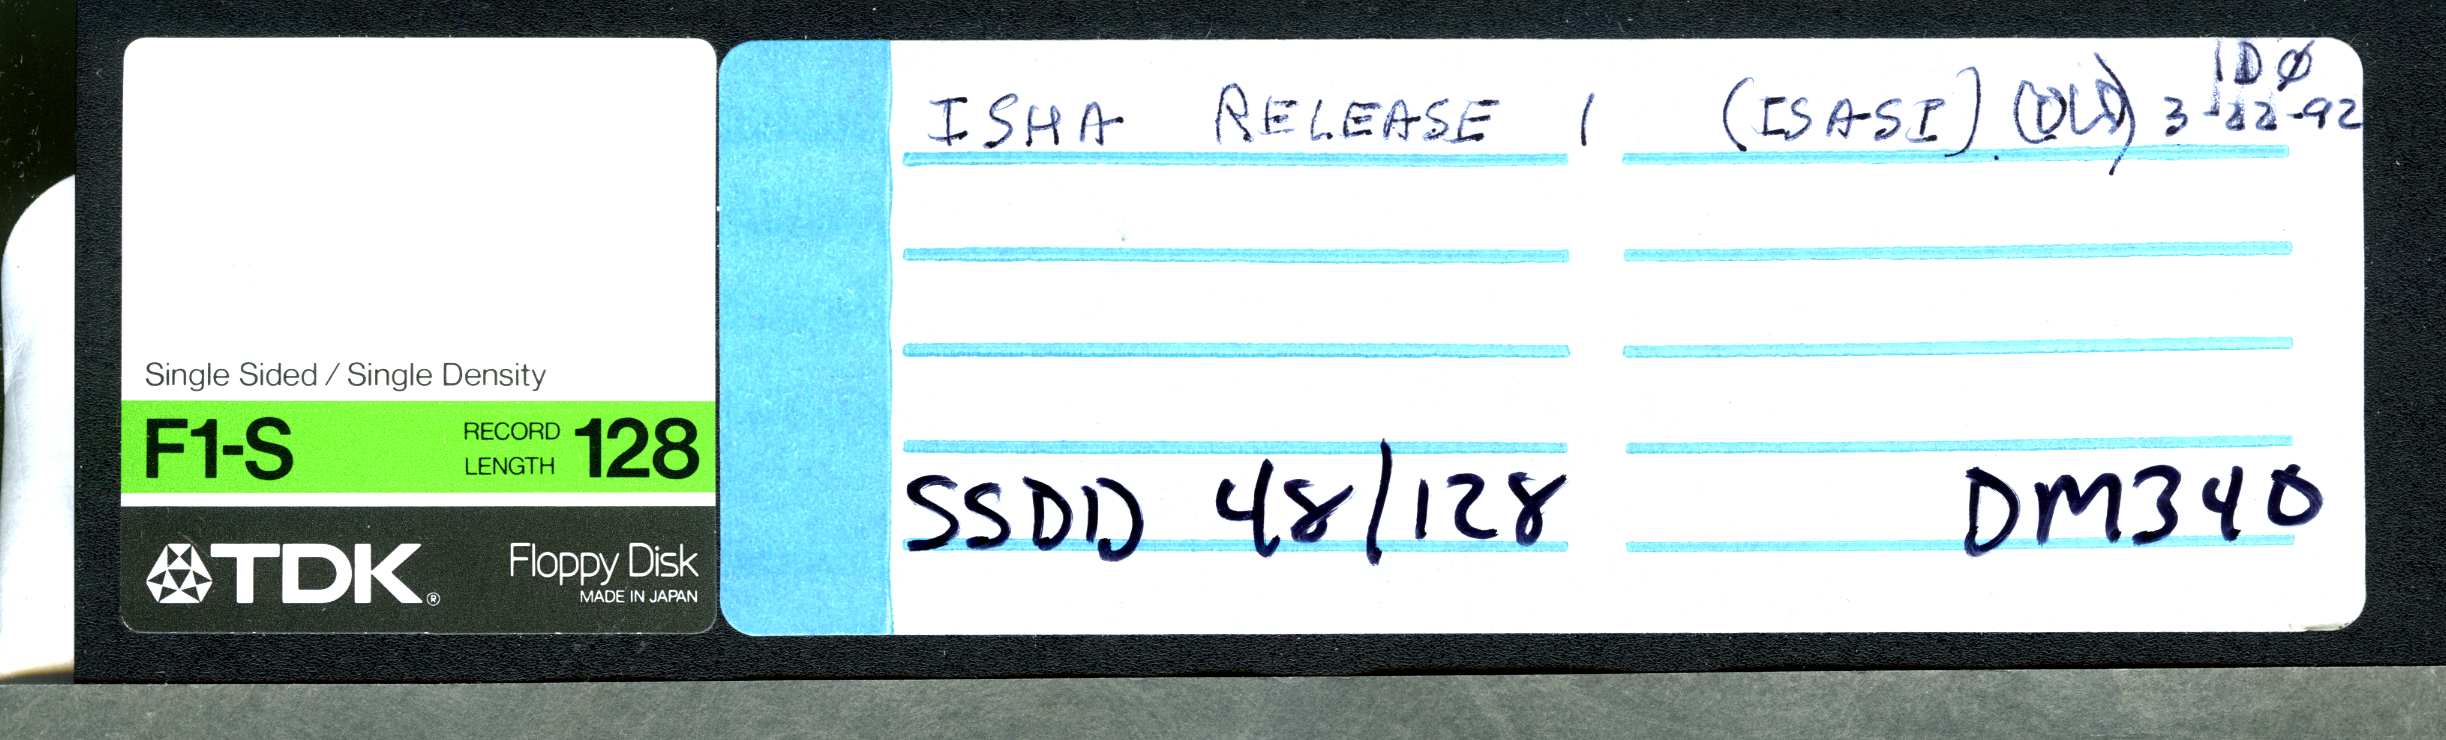 Single Sided / Single Density
F1-S RECORD LENGTH 128
TDK® Floppy Disk
MADE IN JAPAN
IDØ
ISHA RELEASE 1 (ISASI) (OLD) 3-22-92
SSDD 48/128 DM340